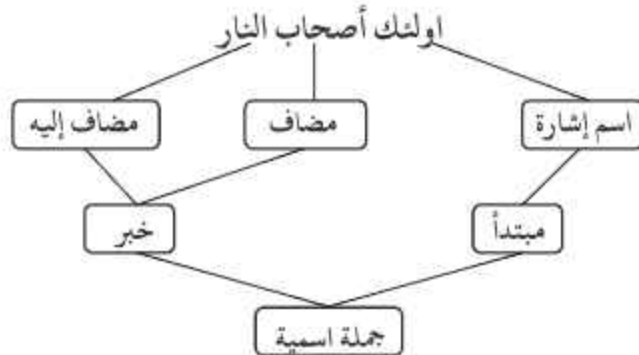 اولئك أصحاب النار
اسم إشارة مضاف مضاف إليه
مبتدأ خبر
جملة اسمية